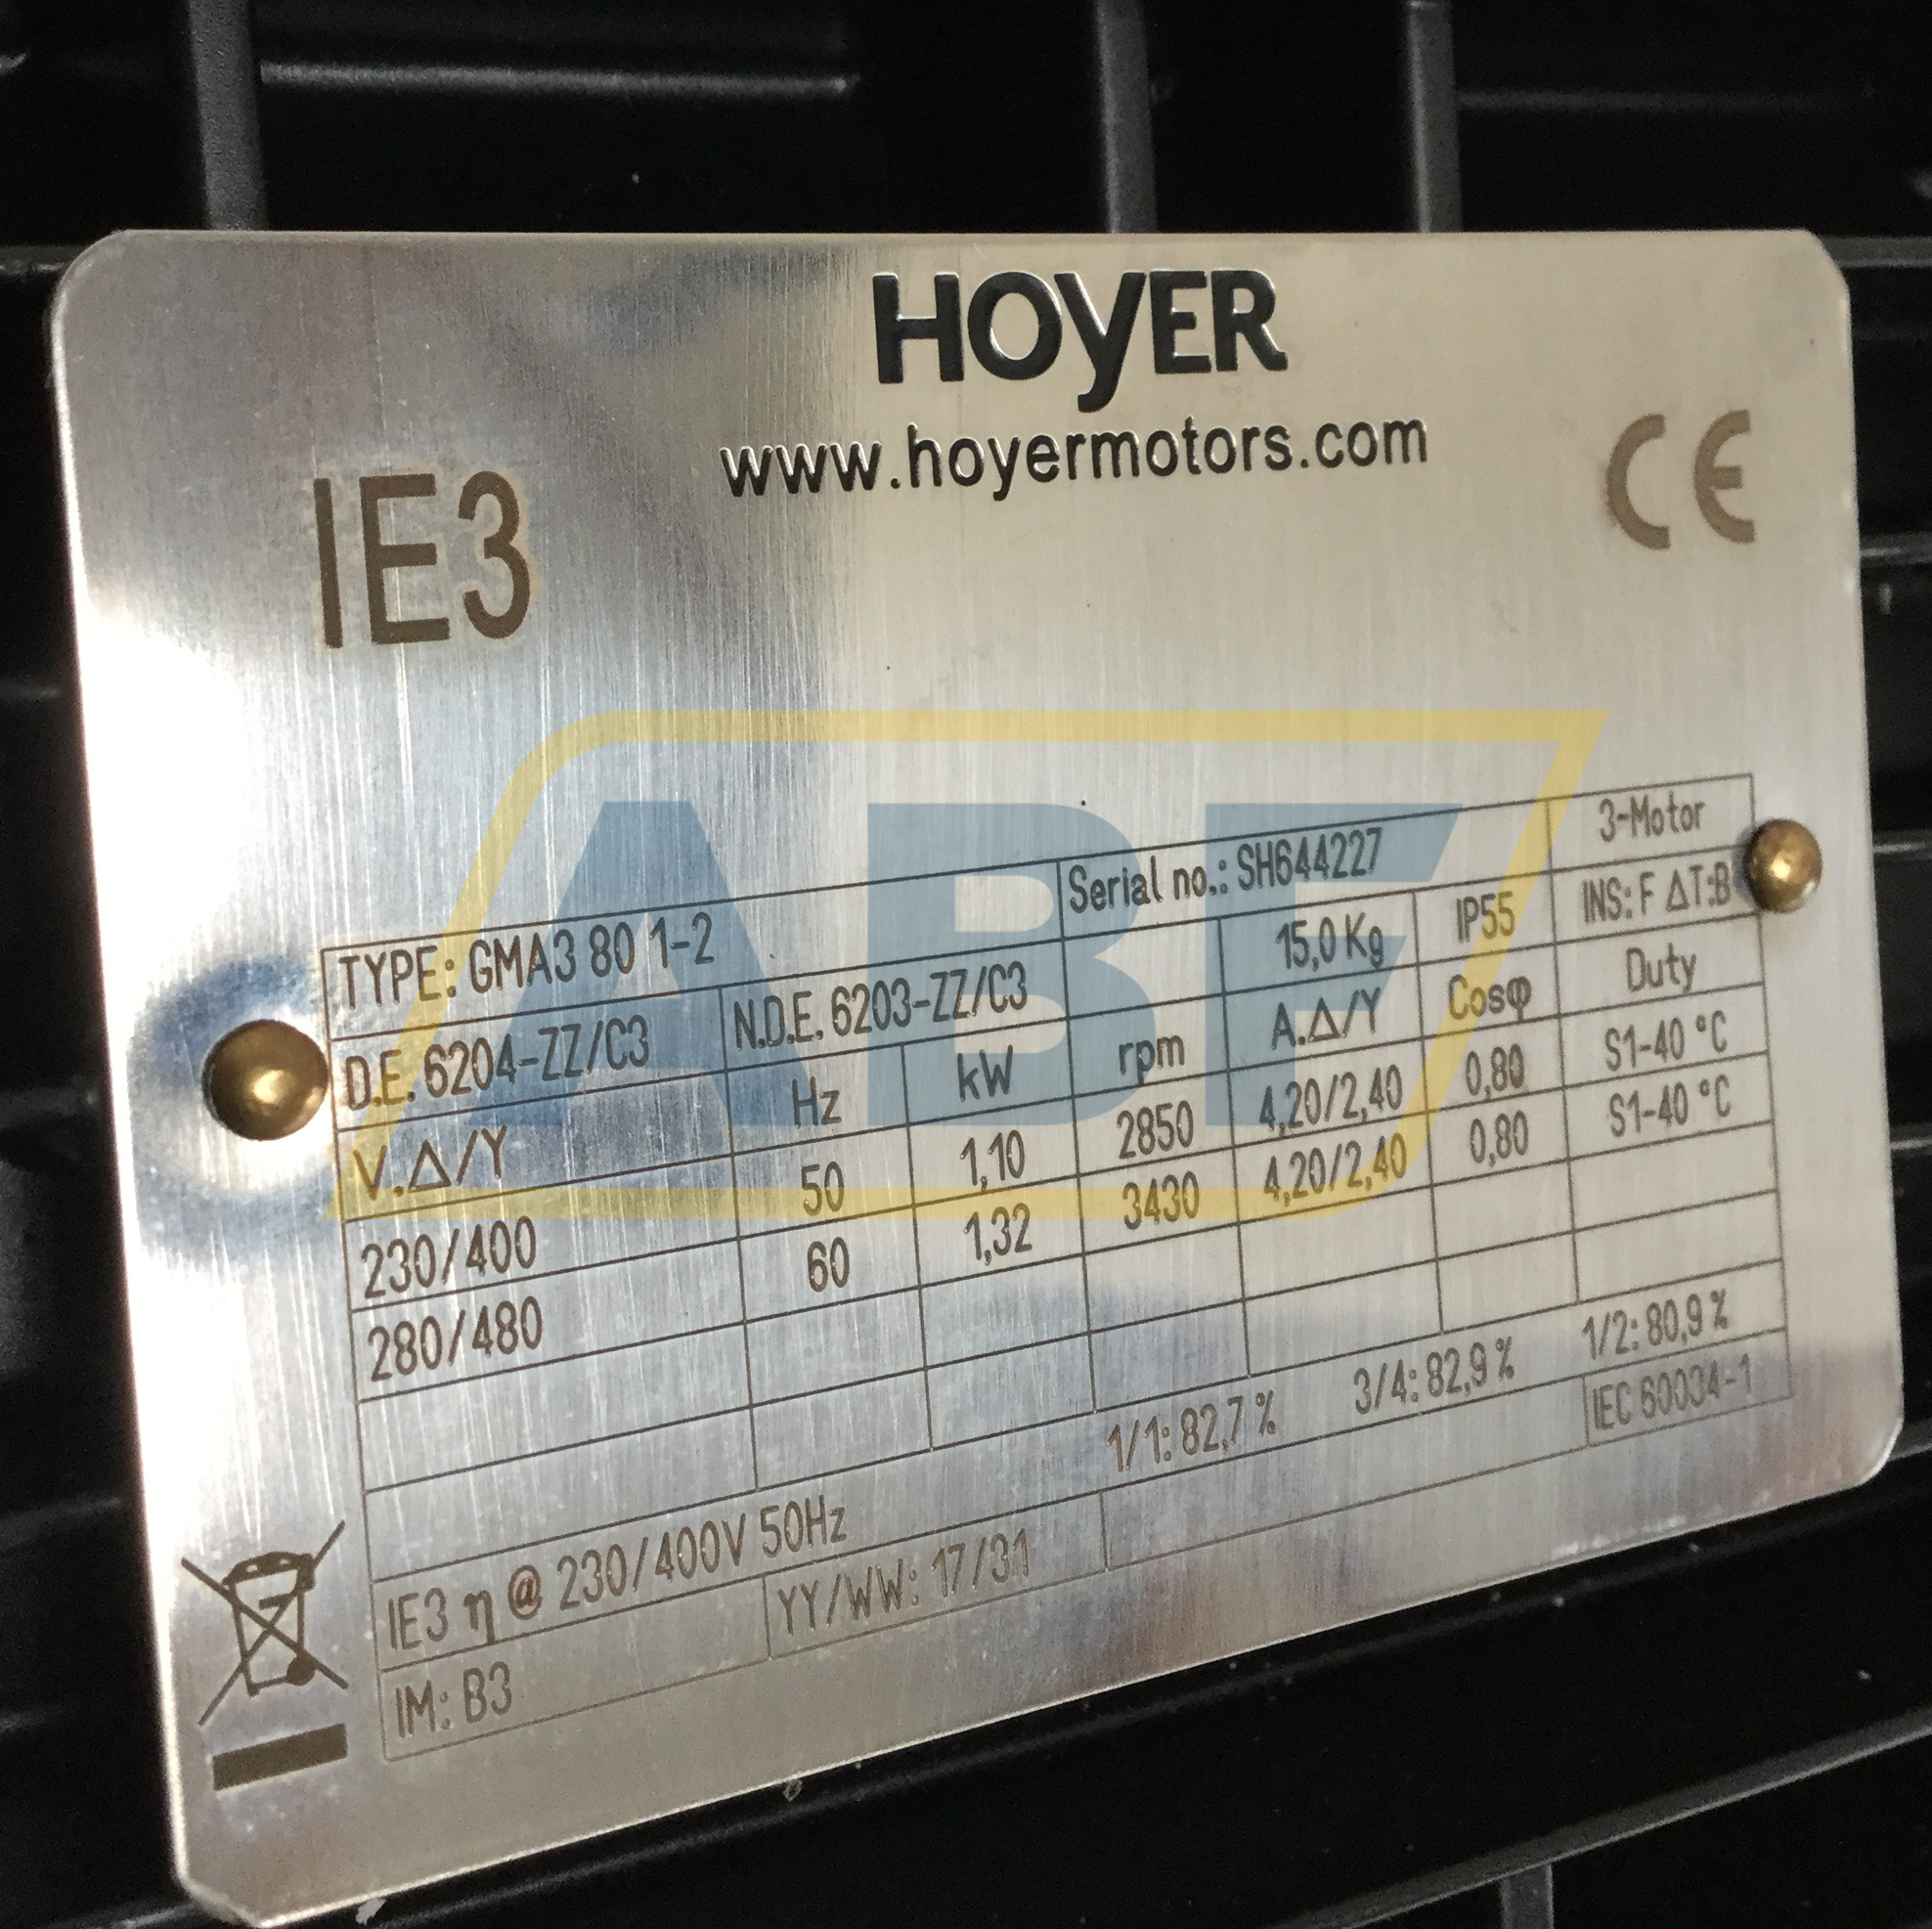 HOYER
www.hoyermotors.com
IE3
CE
TYPE: GMA3 80 1-2 Serial no.: SH644227 3-Motor
D.E. 6204-ZZ/C3 N.D.E. 6203-ZZ/C3 15,0 Kg IP55 INS: F ΔT:B
V.Δ/Y Hz kW rpm A.Δ/Y Cosφ Duty
230/400 50 1,10 2850 4,20/2,40 0,80 S1-40 °C
280/480 60 1,32 3430 4,20/2,40 0,80 S1-40 °C
IE3 η @ 230/400V 50Hz 1/1: 82,7 % 3/4: 82,9 % 1/2: 80,9 %
IM: B3 YY/WW: 17/31 IEC 60034-1
ABF